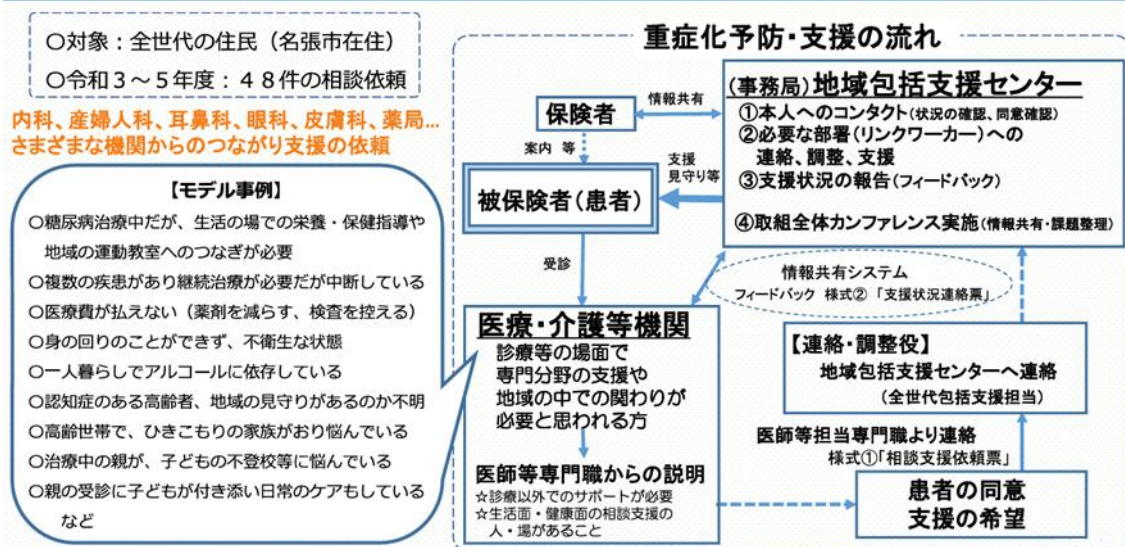 〇対象：全世代の住民（名張市在住）
〇令和３～５年度：４８件の相談依頼
内科、産婦人科、耳鼻科、眼科、皮膚科、薬局…
さまざまな機関からのつながり支援の依頼
【モデル事例】
〇糖尿病治療中だが、生活の場での栄養・保健指導や
地域の運動教室へのつなぎが必要
〇複数の疾患があり継続治療が必要だが中断している
〇医療費が払えない（薬剤を減らす、検査を控える）
〇身の回りのことができず、不衛生な状態
〇一人暮らしでアルコールに依存している
〇認知症のある高齢者、地域の見守りがあるのか不明
〇高齢世帯で、ひきこもりの家族がおり悩んでいる
〇治療中の親が、子どもの不登校等に悩んでいる
〇親の受診に子どもが付き添い日常のケアもしている
など
重症化予防・支援の流れ
保険者
情報共有
案内 等
被保険者（患者）
支援
見守り等
（事務局）地域包括支援センター
①本人へのコンタクト（状況の確認、同意確認）
②必要な部署（リンクワーカー）への
連絡、調整、支援
③支援状況の報告（フィードバック）
④取組全体カンファレンス実施（情報共有・課題整理）
受診
情報共有システム
フィードバック 様式②「支援状況連絡票」
医療・介護等機関
診療等の場面で
専門分野の支援や
地域の中での関わりが
必要と思われる方
医師等専門職からの説明
☆診療以外でのサポートが必要
☆生活面・健康面の相談支援の
人・場があること
【連絡・調整役】
地域包括支援センターへ連絡
（全世代包括支援担当）
医師等担当専門職より連絡
様式①「相談支援依頼票」
患者の同意
支援の希望